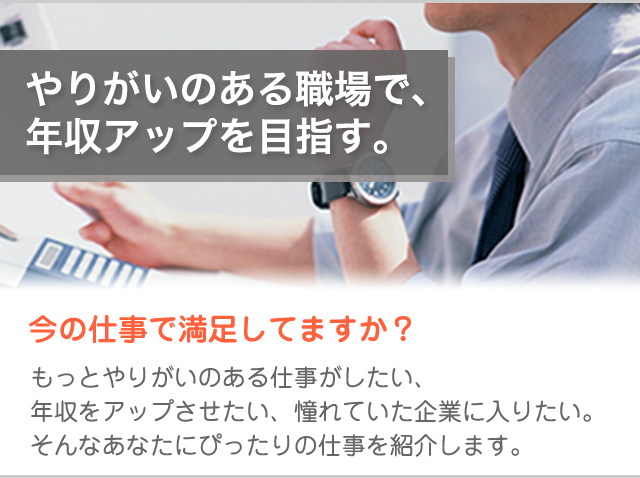 やりがいのある職場で、
年収アップを目指す。
今の仕事で満足してますか？
もっとやりがいのある仕事がしたい、
年収をアップさせたい、憧れていた企業に入りたい。
そんなあなたにぴったりの仕事を紹介します。